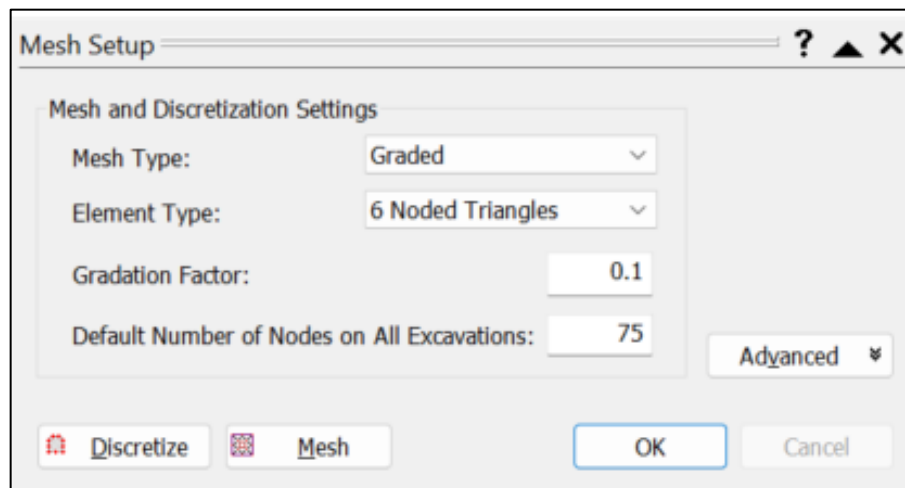 Mesh Setup ?
Mesh and Discretization Settings
Mesh Type: Graded
Element Type: 6 Noded Triangles
Gradation Factor: 0.1
Default Number of Nodes on All Excavations: 75
Advanced
Discretize Mesh OK Cancel